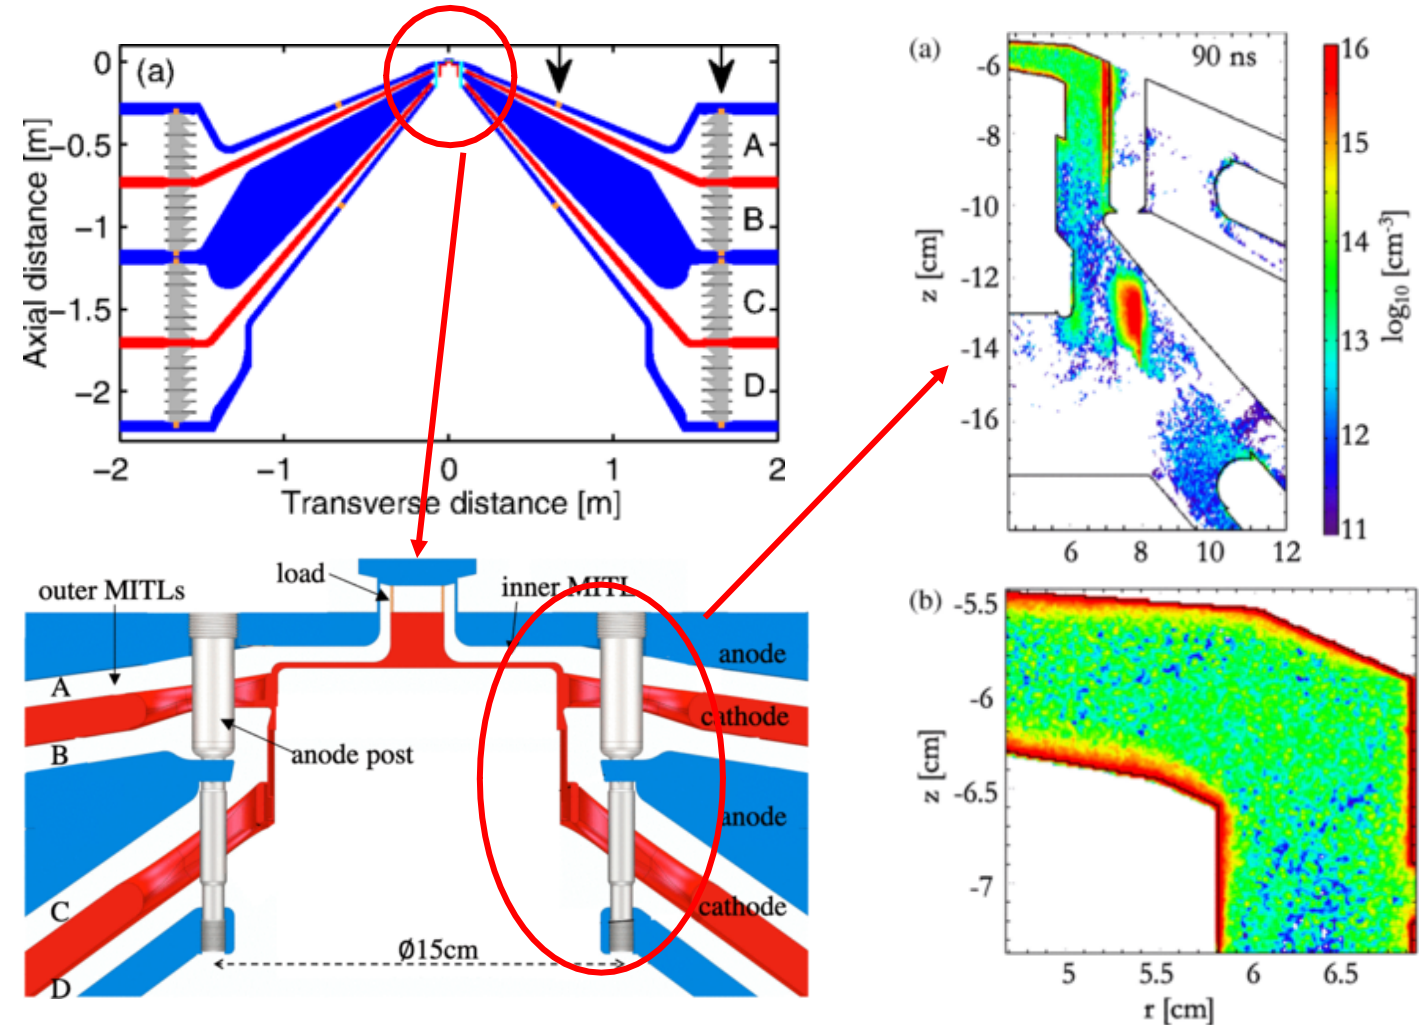 (a)
0
−0.5
−1
−1.5
−2
Axial distance [m]
A
B
C
D
−2
−1
0
1
2
Transverse distance [m]
(a)
90 ns
-6
-8
-10
-12
-14
-16
z [cm]
6
8
10
12
16
15
14
13
12
11
log10 [cm-3]
load
outer MITLs
inner MITL
anode
A
cathode
B
anode post
anode
C
cathode
Ø15cm
D
(b)
-5.5
-6
-6.5
-7
z [cm]
5
5.5
6
6.5
r [cm]